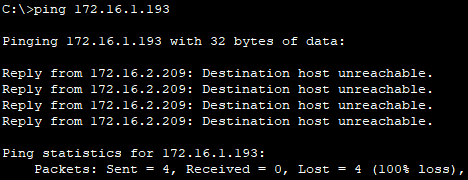 C:\>ping 172.16.1.193
Pinging 172.16.1.193 with 32 bytes of data:
Reply from 172.16.2.209: Destination host unreachable.
Reply from 172.16.2.209: Destination host unreachable.
Reply from 172.16.2.209: Destination host unreachable.
Reply from 172.16.2.209: Destination host unreachable.
Ping statistics for 172.16.1.193:
    Packets: Sent = 4, Received = 0, Lost = 4 (100% loss),